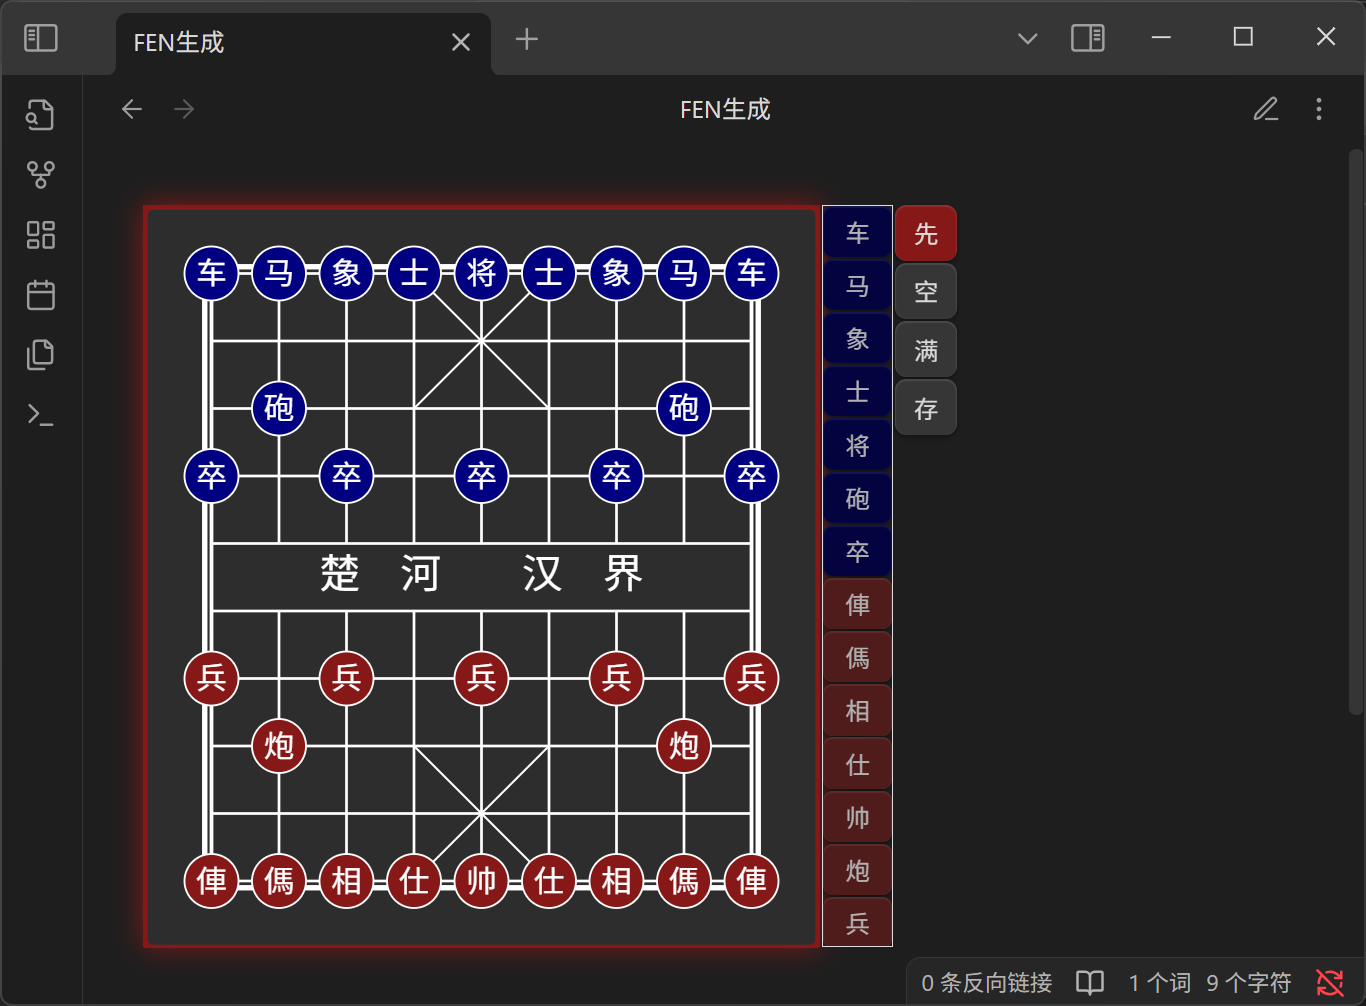 FEN生成
FEN生成
车 马 象 士 将 士 象 马 车
砲 砲
卒 卒 卒 卒 卒
楚 河 汉 界
兵 兵 兵 兵 兵
炮 炮
俥 傌 相 仕 帅 仕 相 傌 俥
车
马
象
士
将
砲
卒
俥
傌
相
仕
帅
炮
兵
先
空
满
存
0 条反向链接 1 个词 9 个字符